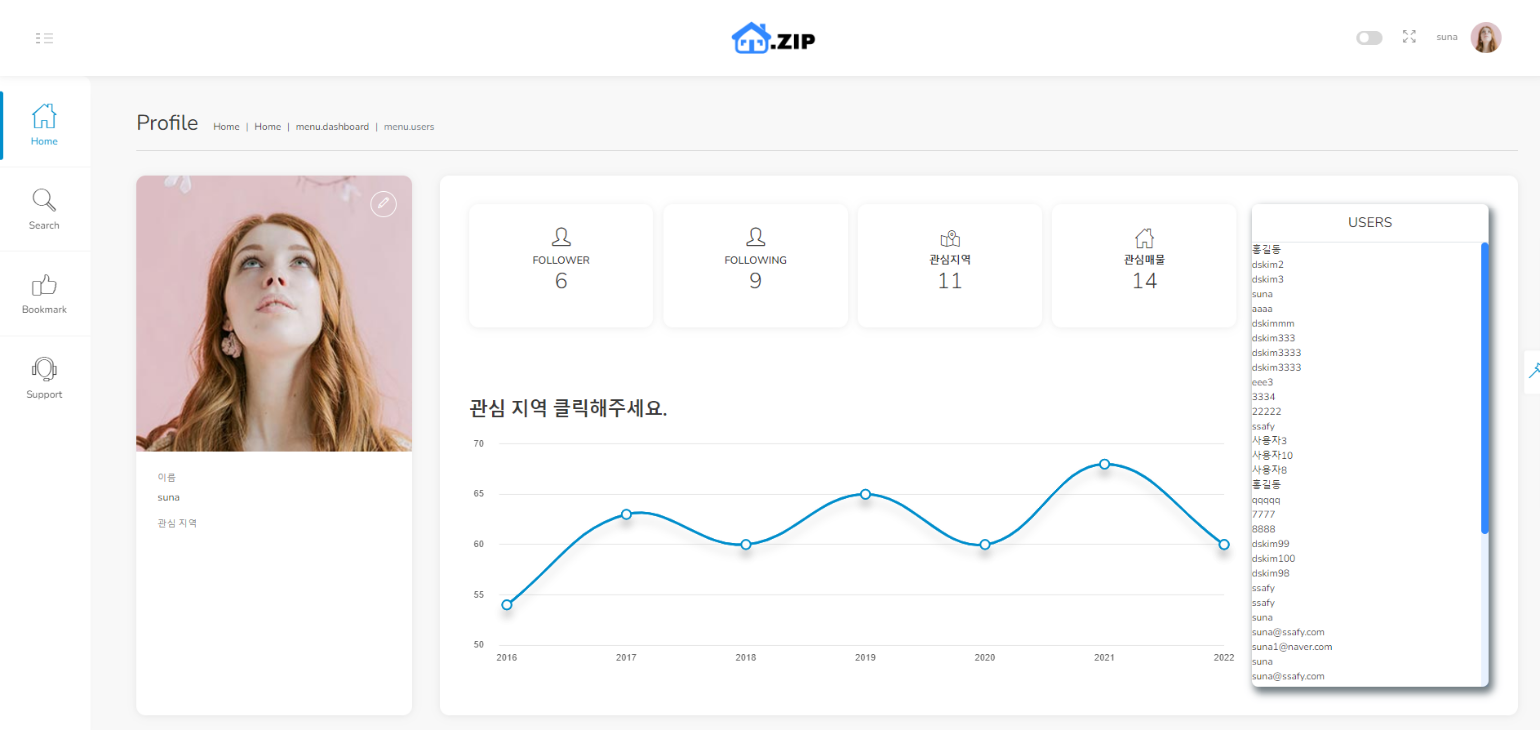 .ZIP
suna
Home
Search
Bookmark
Support
Profile Home | Home | menu.dashboard | menu.users
이름
suna
관심 지역
FOLLOWER
6
FOLLOWING
9
관심지역
11
관심매물
14
관심 지역 클릭해주세요.
70
65
60
55
50
2016 2017 2018 2019 2020 2021 2022
USERS
홍길동
dskim2
dskim3
suna
aaaa
dskimmm
dskim333
dskim3333
dskim3333
eee3
3334
22222
ssafy
사용자3
사용자10
사용자8
홍길동
qqqqq
7777
8888
dskim99
dskim100
dskim98
ssafy
ssafy
suna
suna@ssafy.com
suna1@naver.com
suna
suna@ssafy.com